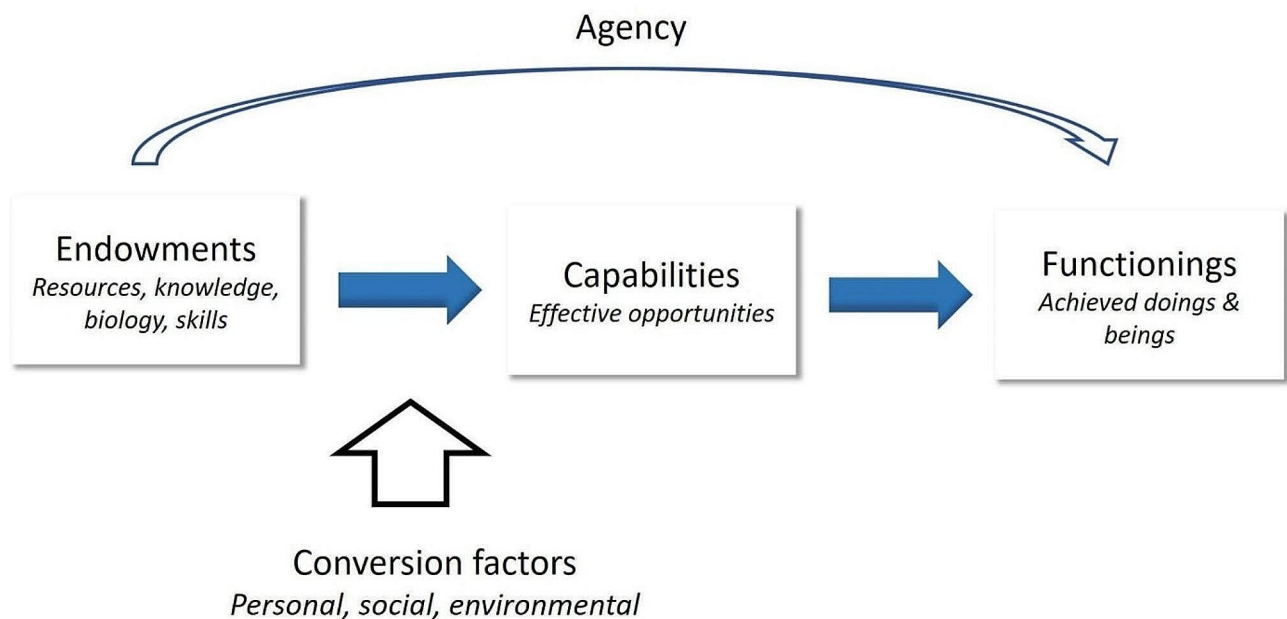 Agency
Endowments
Resources, knowledge,
biology, skills
Capabilities
Effective opportunities
Functionings
Achieved doings &
beings
Conversion factors
Personal, social, environmental